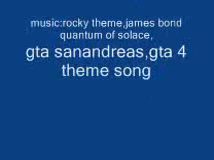 music:rocky theme,james bond
quantum of solace,
gta sanandreas,gta 4
theme song